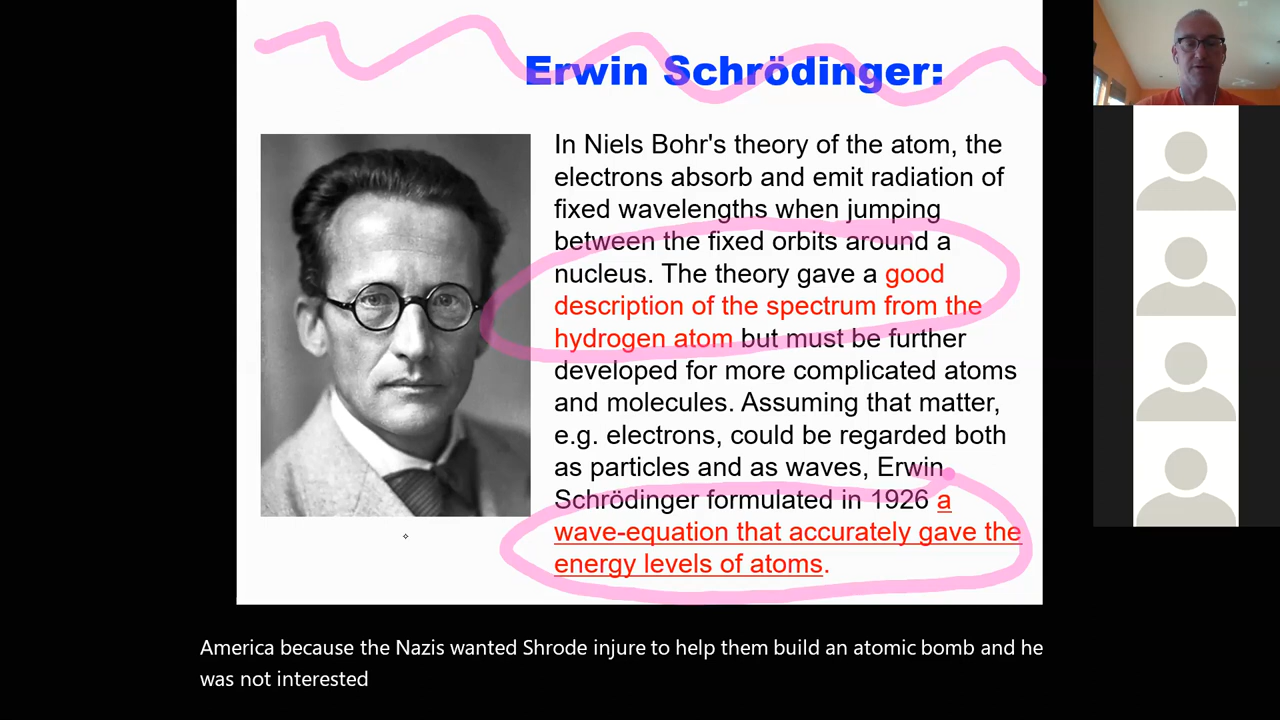 Erwin Schrödinger:
In Niels Bohr's theory of the atom, the
electrons absorb and emit radiation of
fixed wavelengths when jumping
between the fixed orbits around a
nucleus. The theory gave a good
description of the spectrum from the
hydrogen atom but must be further
developed for more complicated atoms
and molecules. Assuming that matter,
e.g. electrons, could be regarded both
as particles and as waves, Erwin
Schrödinger formulated in 1926 a
wave-equation that accurately gave the
energy levels of atoms.
America because the Nazis wanted Shrode injure to help them build an atomic bomb and he
was not interested